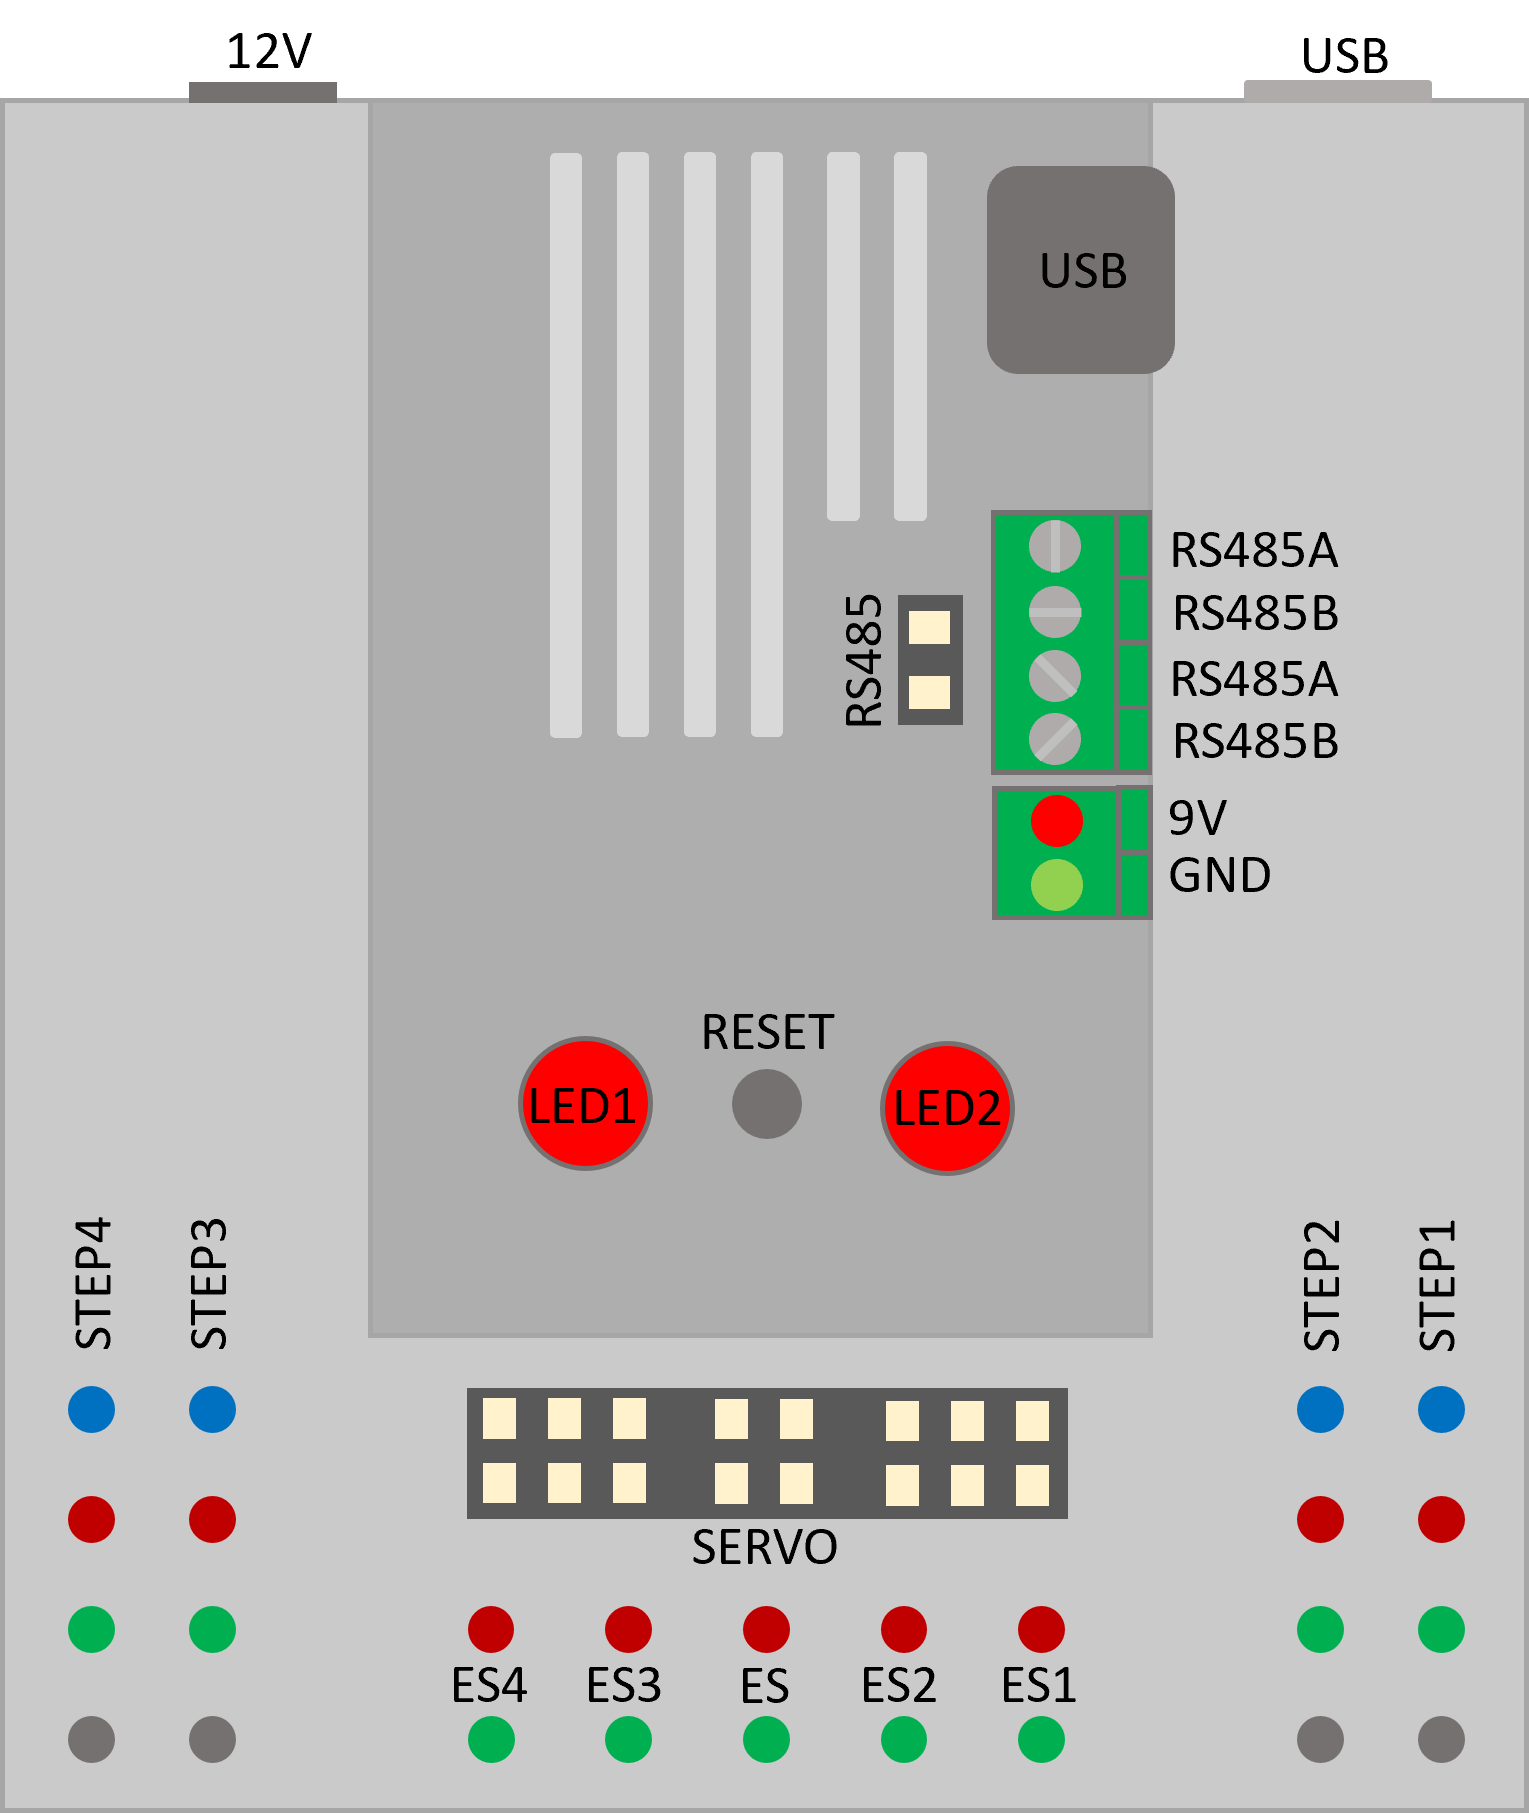 12V
USB
USB
RS485A
RS485B
RS485
RS485A
RS485B
9V
GND
RESET
LED1
LED2
STEP4
STEP3
STEP2
STEP1
SERVO
ES4
ES3
ES
ES2
ES1